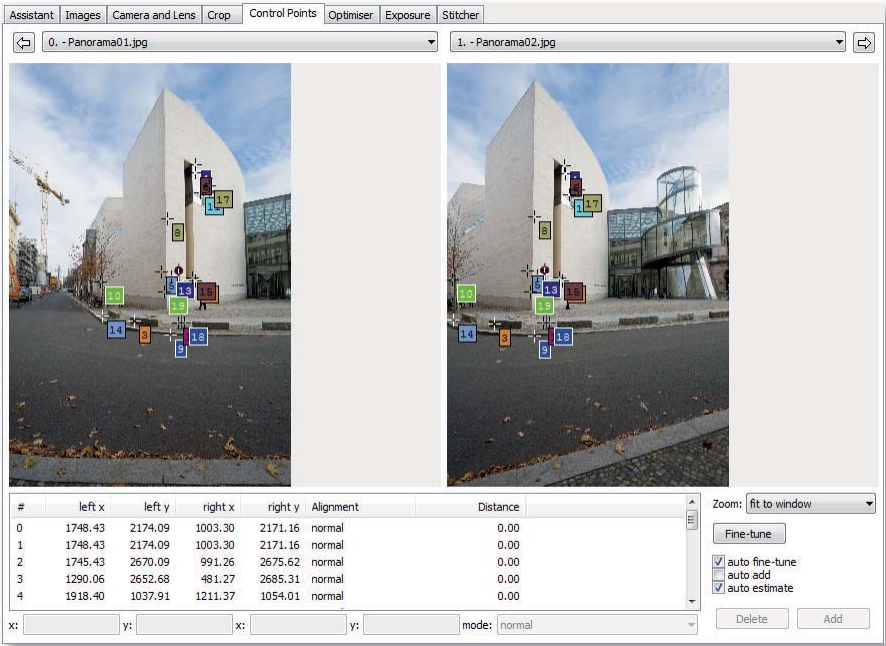 Assistant Images Camera and Lens Crop Control Points Optimiser Exposure Stitcher
0. - Panorama01.jpg 1. - Panorama02.jpg
17
8
10 5 13 15
19
14 3 18
9
17
8
10 5 13 15
19
14 3 18
9
# left x left y right x right y Alignment Distance
0 1748.43 2174.09 1003.30 2171.16 normal 0.00
1 1748.43 2174.09 1003.30 2171.16 normal 0.00
2 1745.43 2670.09 991.26 2675.62 normal 0.00
3 1290.06 2652.68 481.27 2685.31 normal 0.00
4 1918.40 1037.91 1211.37 1054.01 normal 0.00
Zoom: fit to window
Fine-tune
auto fine-tune
auto add
auto estimate
x: y: x: y: mode: normal
Delete Add